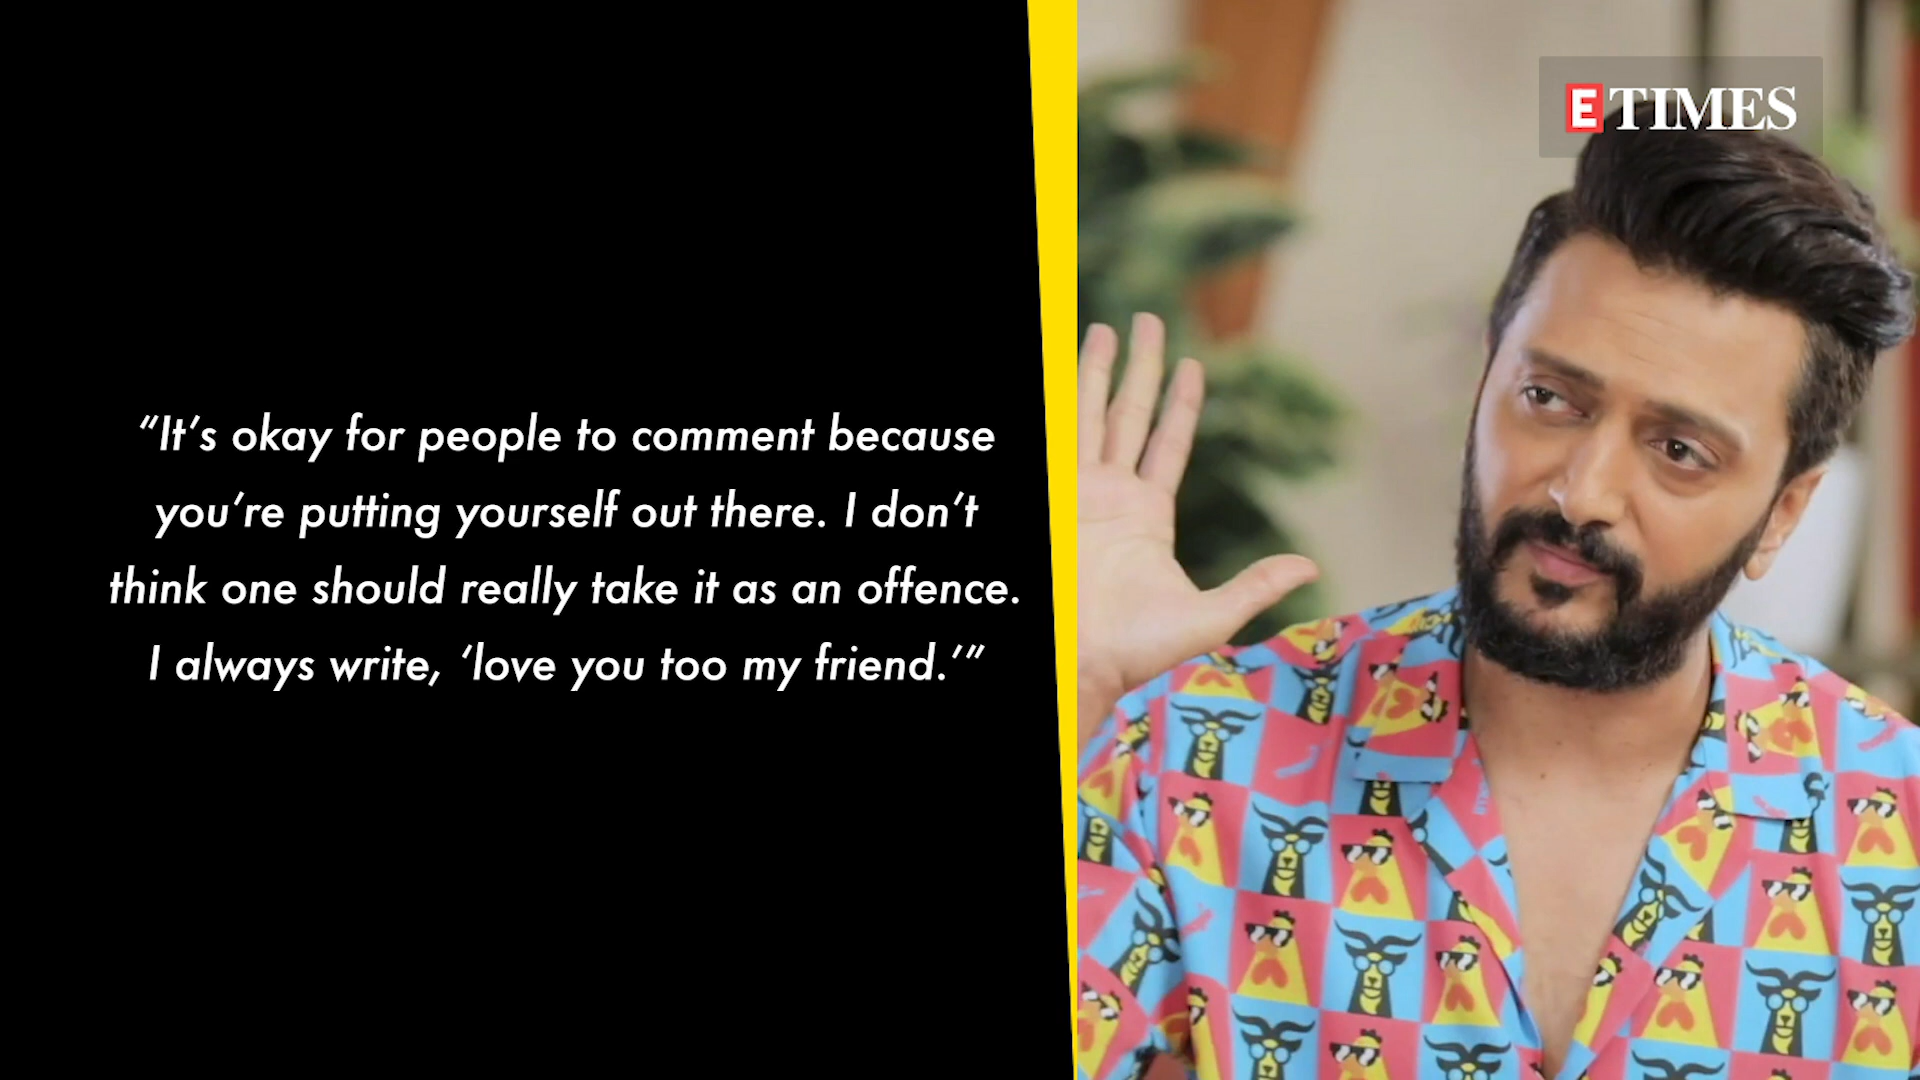 “It’s okay for people to comment because
you’re putting yourself out there. I don’t
think one should really take it as an offence.
I always write, ‘love you too my friend.’”
E TIMES